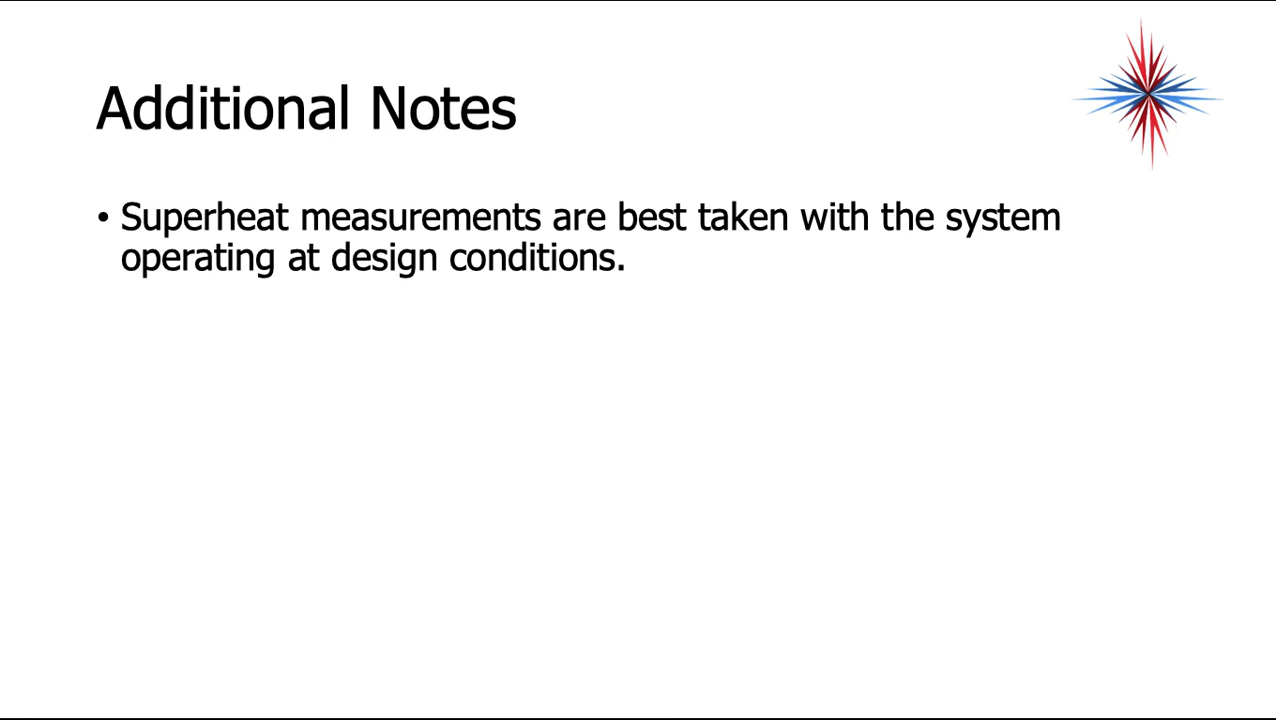 Additional Notes
• Superheat measurements are best taken with the system
operating at design conditions.